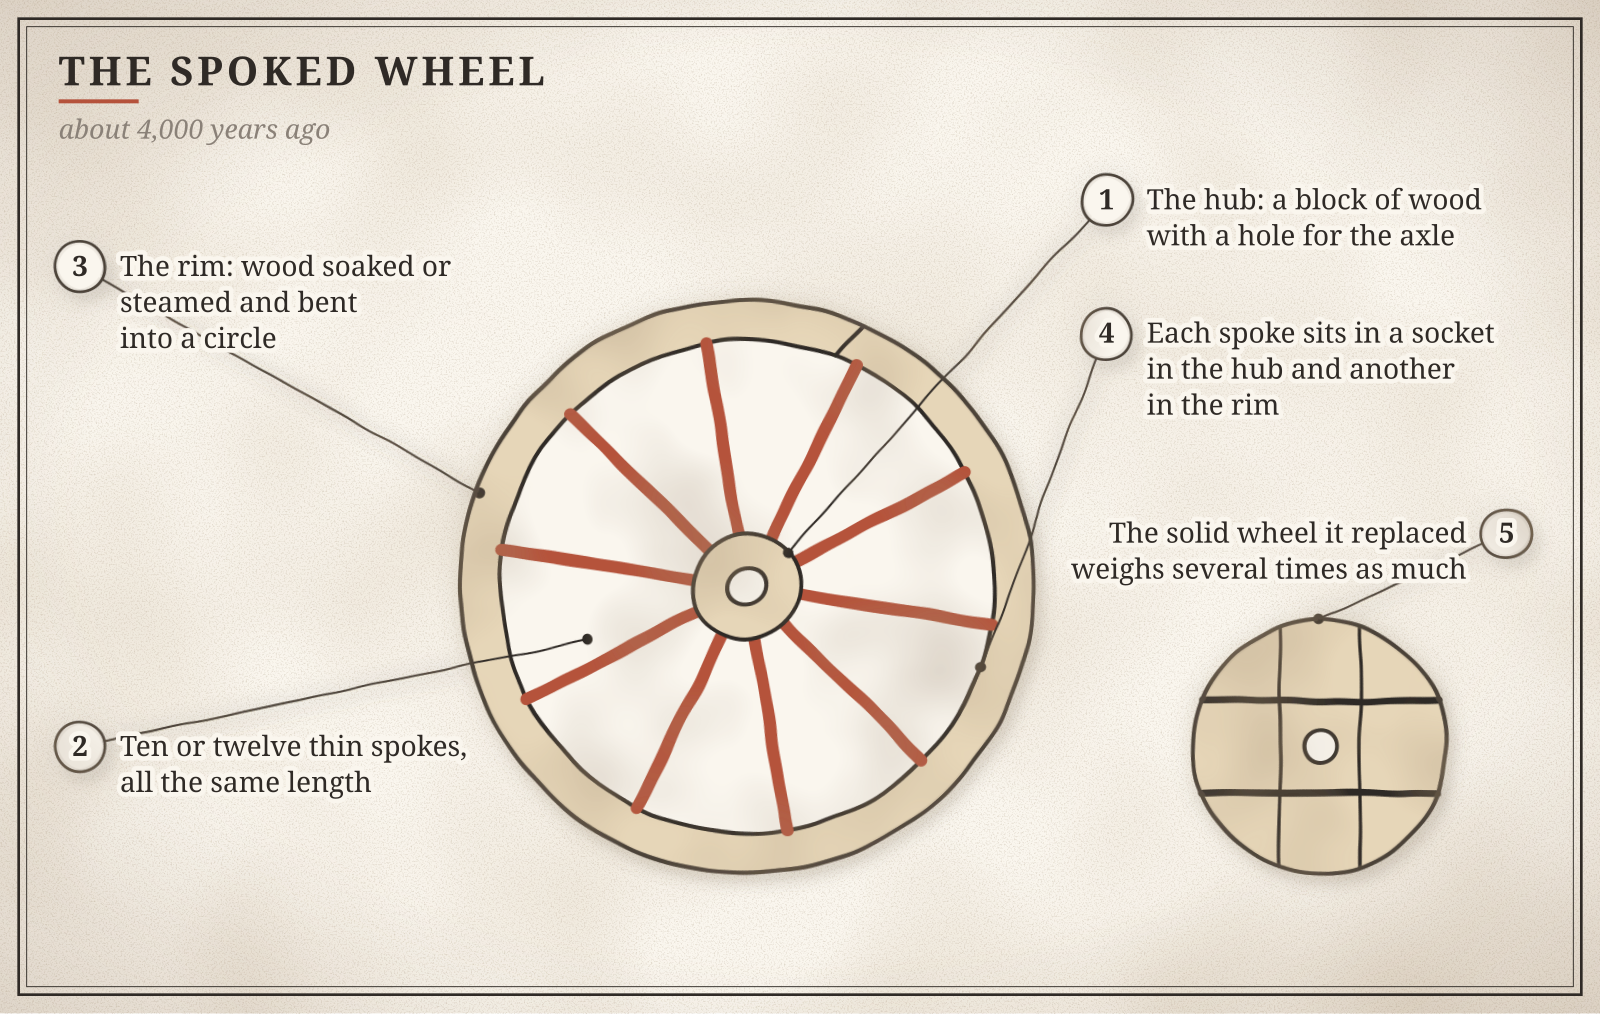 THE SPOKED WHEEL
about 4,000 years ago
1
The hub: a block of wood
with a hole for the axle
3
The rim: wood soaked or
steamed and bent
into a circle
4
Each spoke sits in a socket
in the hub and another
in the rim
The solid wheel it replaced
weighs several times as much
5
2
Ten or twelve thin spokes,
all the same length